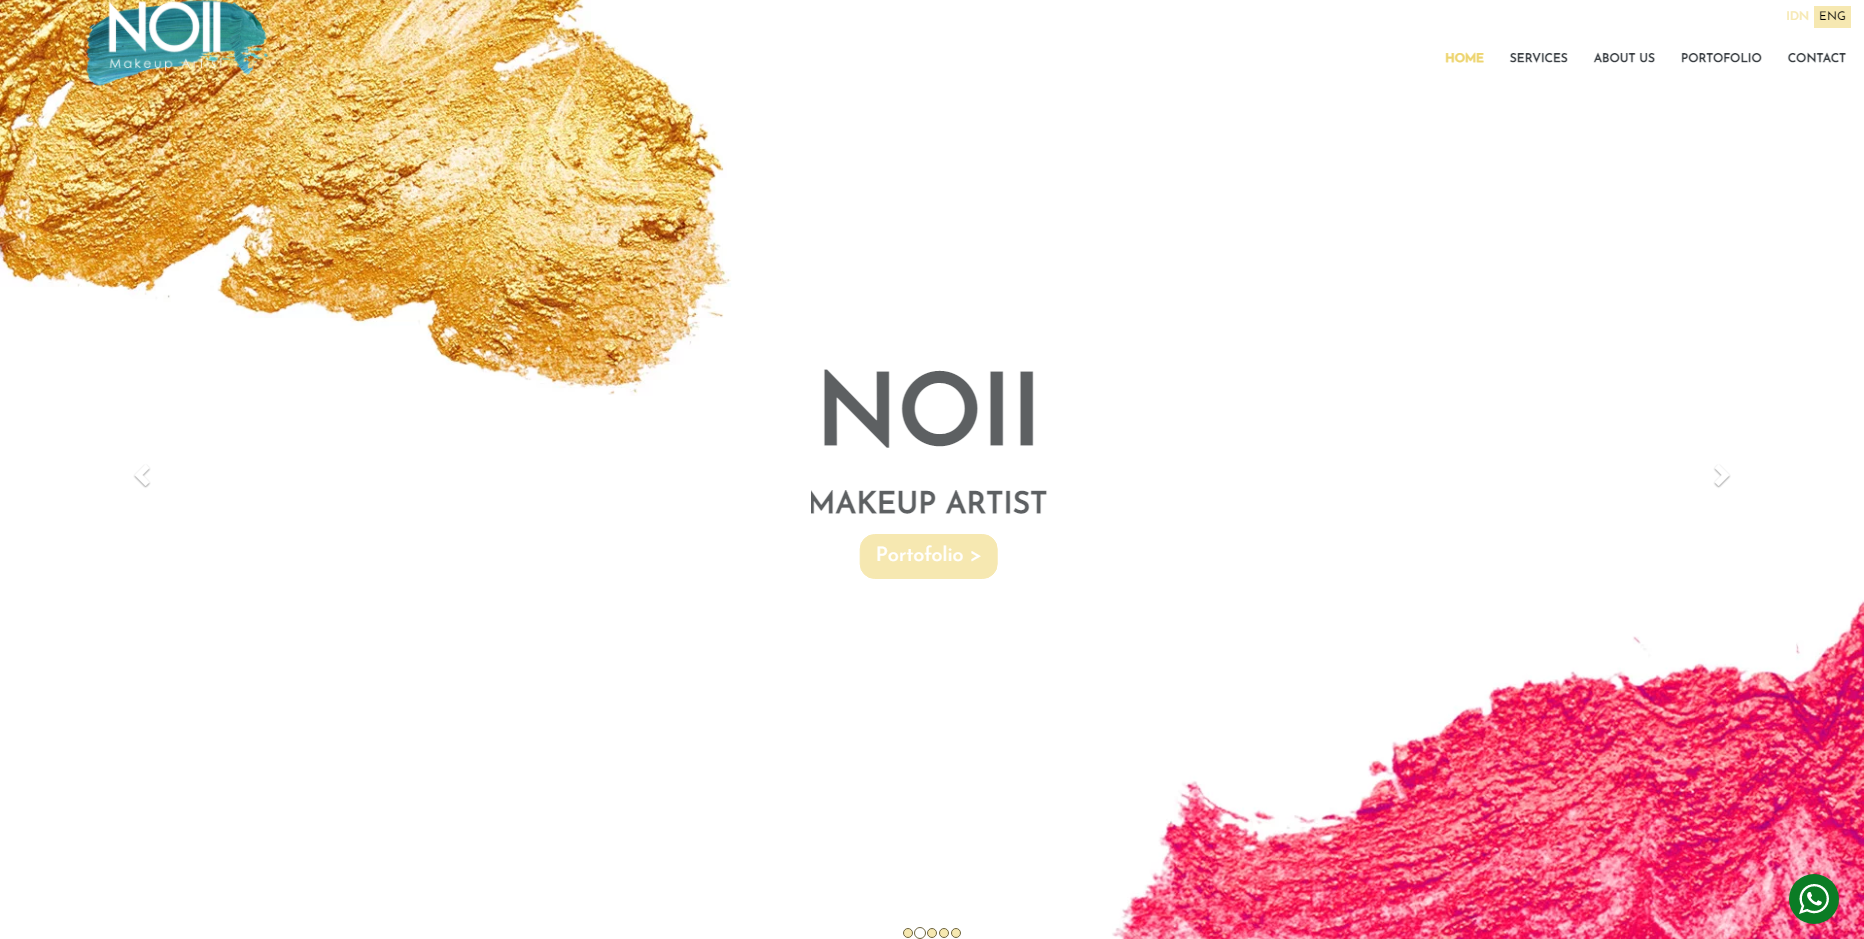 NOII
Makeup Artist
IDN ENG
HOME SERVICES ABOUT US PORTOFOLIO CONTACT
NOII
MAKEUP ARTIST
Portofolio >